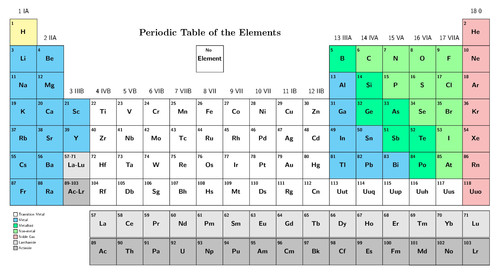 1 IA
18 0
1
H
Periodic Table of the Elements
2
He
2 IIA
No
Element
13 IIIA 14 IVA 15 VA 16 VIA 17 VIIA
3 4 5 6 7 8 9 10
Li Be B C N O F Ne
11 12 13 14 15 16 17 18
Na Mg Al Si P S Cl Ar
3 IIIB 4 IVB 5 VB 6 VIB 7 VIIB 8 VII 9 VII 10 VII 11 IB 12 IIB
19 20 21 22 23 24 25 26 27 28 29 30 31 32 33 34 35 36
K Ca Sc Ti V Cr Mn Fe Co Ni Cu Zn Ga Ge As Se Br Kr
37 38 39 40 41 42 43 44 45 46 47 48 49 50 51 52 53 54
Rb Sr Y Zr Nb Mo Tc Ru Rh Pd Ag Cd In Sn Sb Te I Xe
55 56 57-71 72 73 74 75 76 77 78 79 80 81 82 83 84 85 86
Cs Ba La-Lu Hf Ta W Re Os Ir Pt Au Hg Tl Pb Bi Po At Rn
87 88 89-103 104 105 106 107 108 109 110 111 112 113 114 115 116 117 118
Fr Ra Ac-Lr Rf Db Sg Bh Hs Mt Ds Rg Cn Uut Uuq Uup Uuh Uus Uuo
Transition Metal
Metal
Metalloid
Non-metal
Noble Gas
Lanthanide
Actinide
57 58 59 60 61 62 63 64 65 66 67 68 69 70 71
La Ce Pr Nd Pm Sm Eu Gd Tb Dy Ho Er Tm Yb Lu
89 90 91 92 93 94 95 96 97 98 99 100 101 102 103
Ac Th Pa U Np Pu Am Cm Bk Cf Es Fm Md No Lr